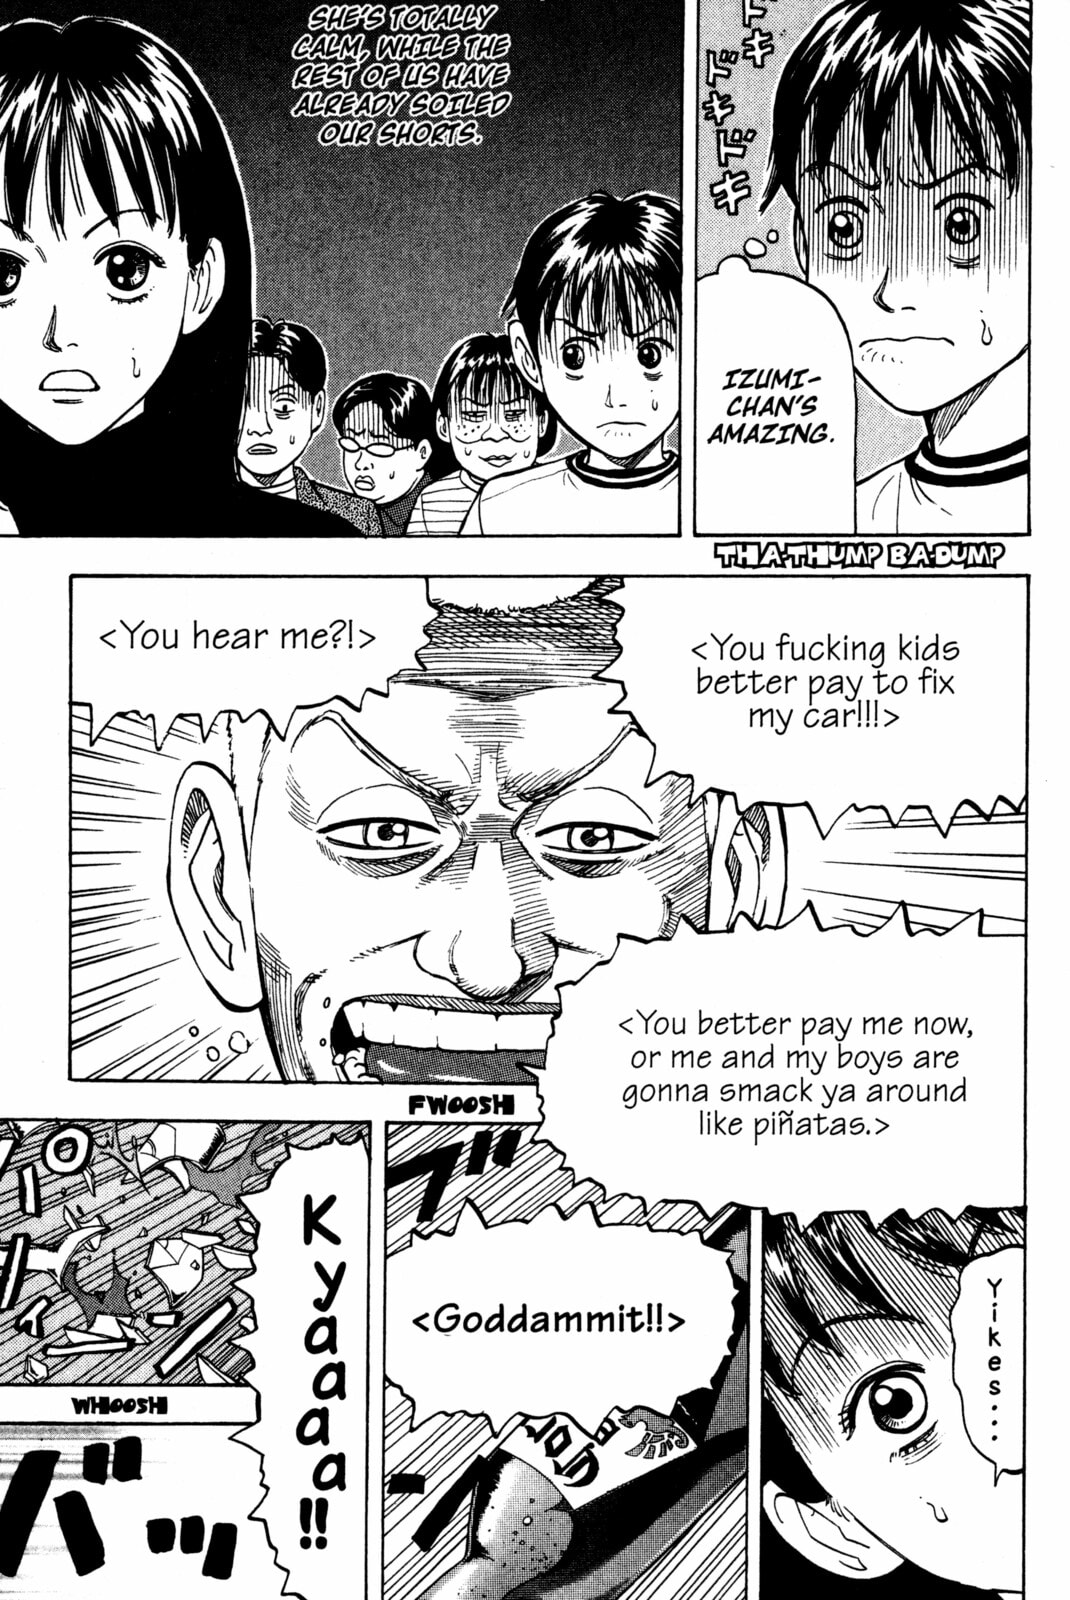 ドキ
ドキ
ドキ
IZUMI-
CHAN'S
AMAZING.
THA-THUMP BA-DUMP
SHE'S TOTALLY
CALM, WHILE THE
REST OF US HAVE
ALREADY SOILED
OUR SHORTS.
<You fucking kids
better pay to fix
my car!!!>
<You hear me?!>
<You better pay me now,
or me and my boys are
gonna smack ya around
like piñatas.>
Yikes...
FWOOSH
ブ
<Goddammit!!>
Kyaaaa!!
WHOOSH
バッ